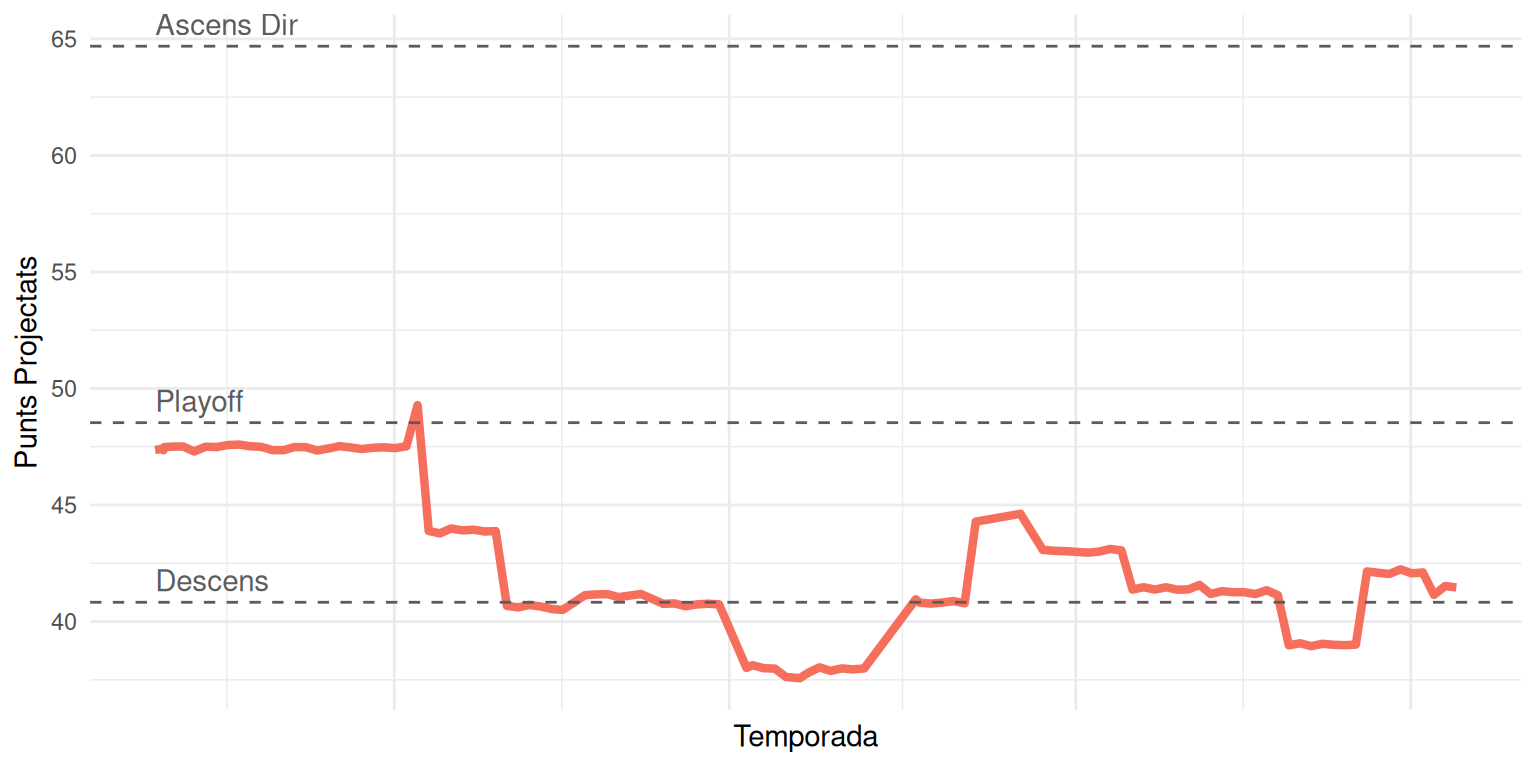 Ascens Dir
65
60
55
50
Playoff
45
Descens
40
Punts Projectats
Temporada